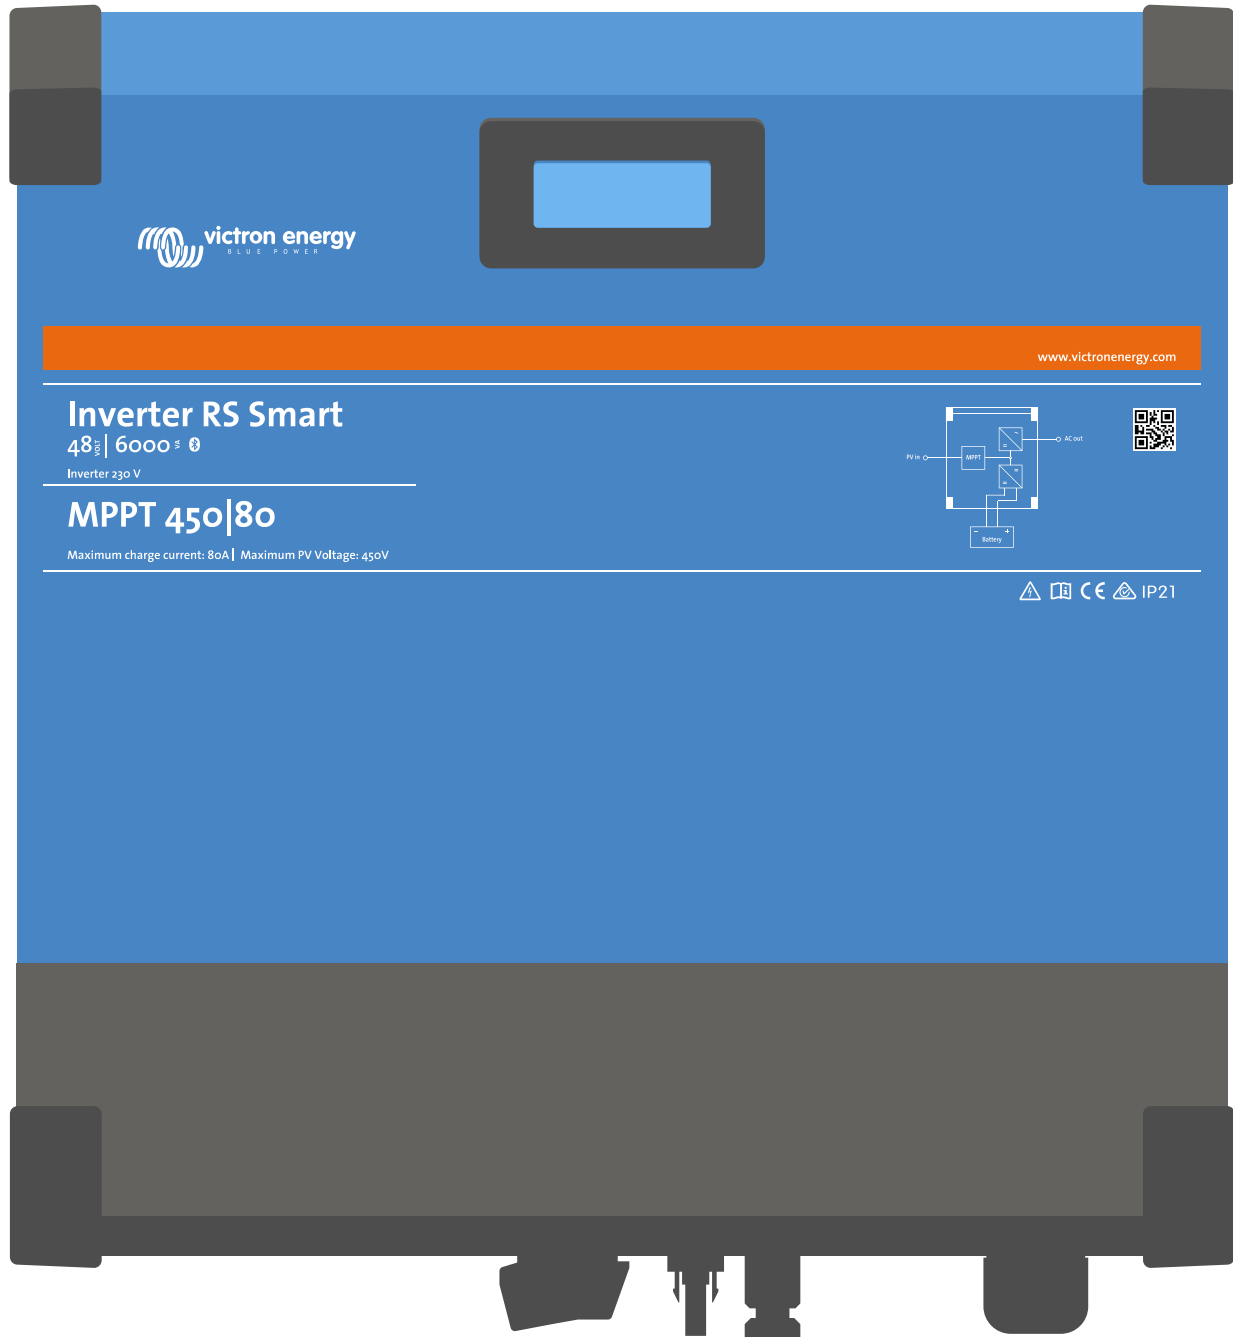 victron energy
BLUE POWER
www.victronenergy.com
Inverter RS Smart
48 VOLT | 6000 VA
Inverter 230 V
MPPT 450|80
Maximum charge current: 80A | Maximum PV Voltage: 450V
AC out
PV in
MPPT
Battery
CE IP21